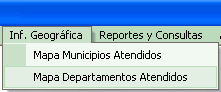 Inf. Geográfica Reportes y Consultas
Mapa Municipios Atendidos
Mapa Departamentos Atendidos